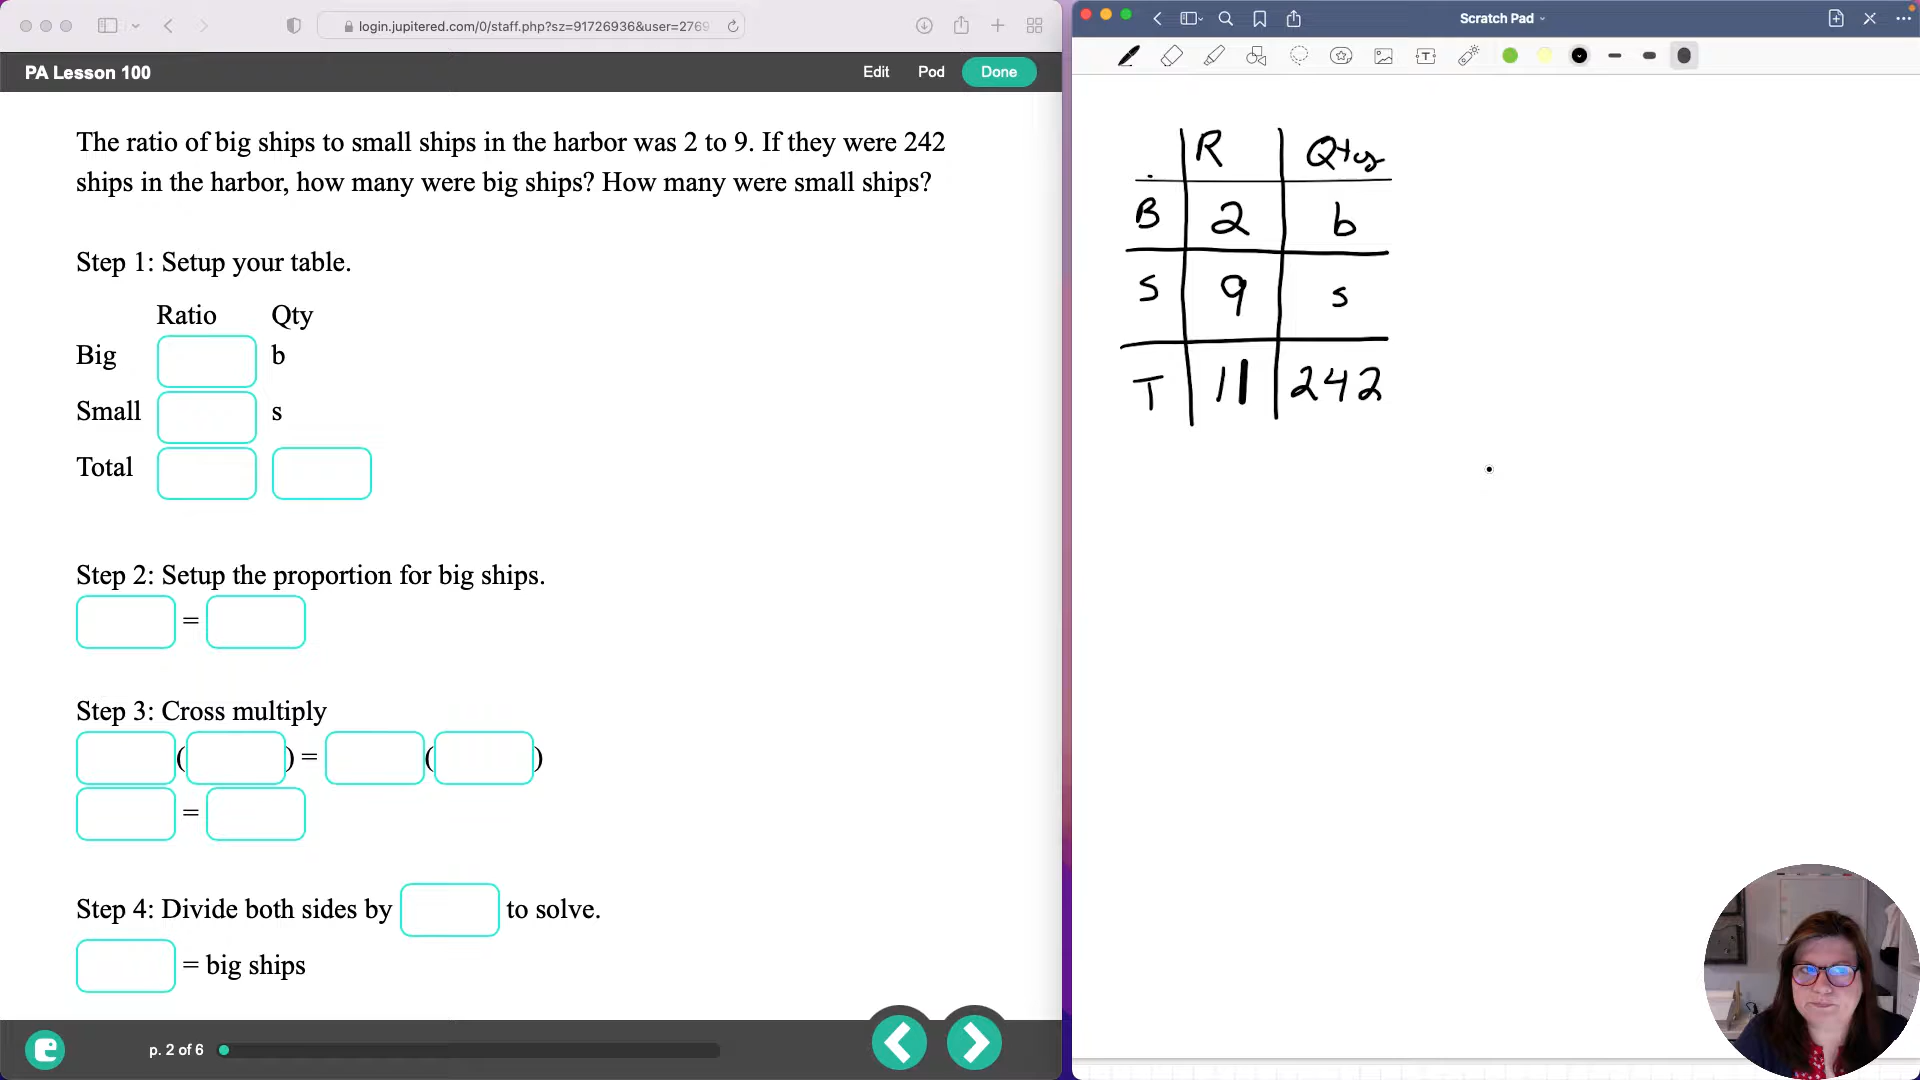 login.jupitered.com/0/staff.php?sz=91726936&user=2769
PA Lesson 100
Edit
Pod
Done
The ratio of big ships to small ships in the harbor was 2 to 9. If they were 242
ships in the harbor, how many were big ships? How many were small ships?
Step 1: Setup your table.
Ratio Qty
Big b
Small s
Total
Step 2: Setup the proportion for big ships.
=
Step 3: Cross multiply
( ) = ( )
=
Step 4: Divide both sides by to solve.
= big ships
p. 2 of 6
Scratch Pad
R Qty
B 2 b
S 9 s
T 11 242